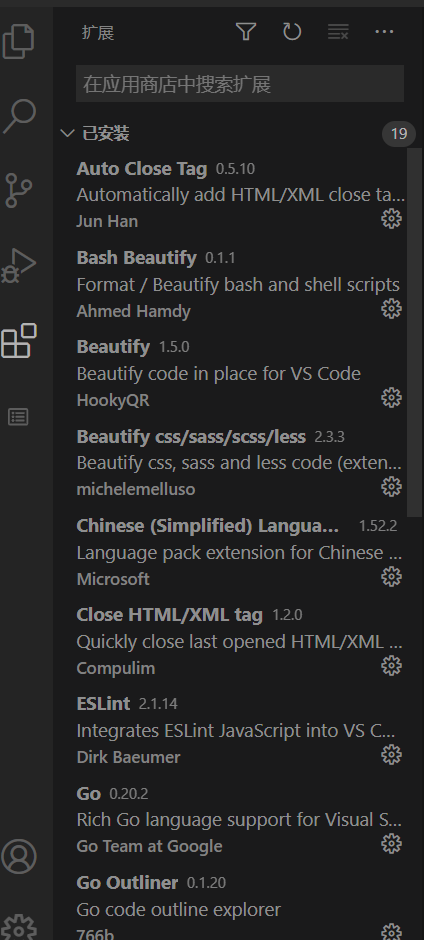 扩展
在应用商店中搜索扩展
已安装 19
Auto Close Tag 0.5.10
Automatically add HTML/XML close ta...
Jun Han
Bash Beautify 0.1.1
Format / Beautify bash and shell scripts
Ahmed Hamdy
Beautify 1.5.0
Beautify code in place for VS Code
HookyQR
Beautify css/sass/scss/less 2.3.3
Beautify css, sass and less code (exten...
michelemelluso
Chinese (Simplified) Langua... 1.52.2
Language pack extension for Chinese ...
Microsoft
Close HTML/XML tag 1.2.0
Quickly close last opened HTML/XML ...
Compulim
ESLint 2.1.14
Integrates ESLint JavaScript into VS C...
Dirk Baeumer
Go 0.20.2
Rich Go language support for Visual S...
Go Team at Google
Go Outliner 0.1.20
Go code outline explorer
766b